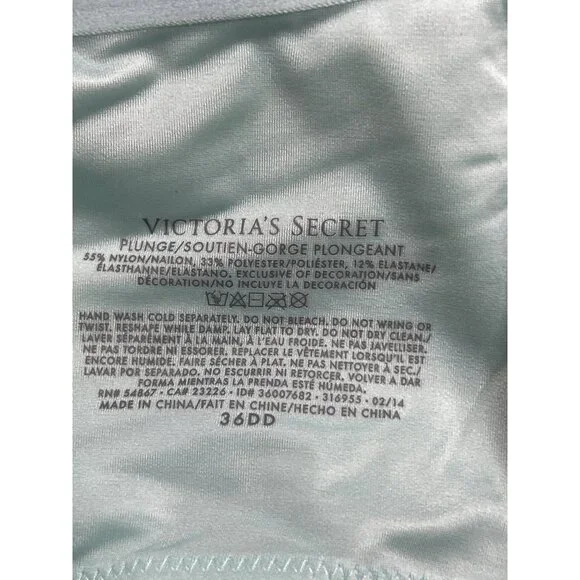 VICTORIA'S SECRET
PLUNGE/SOUTIEN-GORGE PLONGEANT
55% NYLON/NAILON, 33% POLYESTER/POLIÉSTER, 12% ELASTANE/
ÉLASTHANNE/ELASTANO, EXCLUSIVE OF DECORATION/SANS
DÉCORATION/NO INCLUYE LA DECORACIÓN
HAND WASH COLD SEPARATELY. DO NOT BLEACH. DO NOT WRING OR
TWIST. RESHAPE WHILE DAMP. LAY FLAT TO DRY. DO NOT DRY CLEAN./
LAVER SÉPARÉMENT À LA MAIN, À L'EAU FROIDE. NE PAS JAVELLISER.
NE PAS TORDRE NI ESSORER. REPLACER LE VÊTEMENT LORSQU'IL EST
ENCORE HUMIDE. FAIRE SÉCHER À PLAT. NE PAS NETTOYER À SEC./
LAVAR POR SEPARADO. NO ESCURRIR NI RETORCER. VOLVER A DAR
FORMA MIENTRAS LA PRENDA ESTÉ HÚMEDA.
RN# 54867 • CA# 23226 • ID# 36007682 • 316955 • 02/14
MADE IN CHINA/FAIT EN CHINE/HECHO EN CHINA
36DD